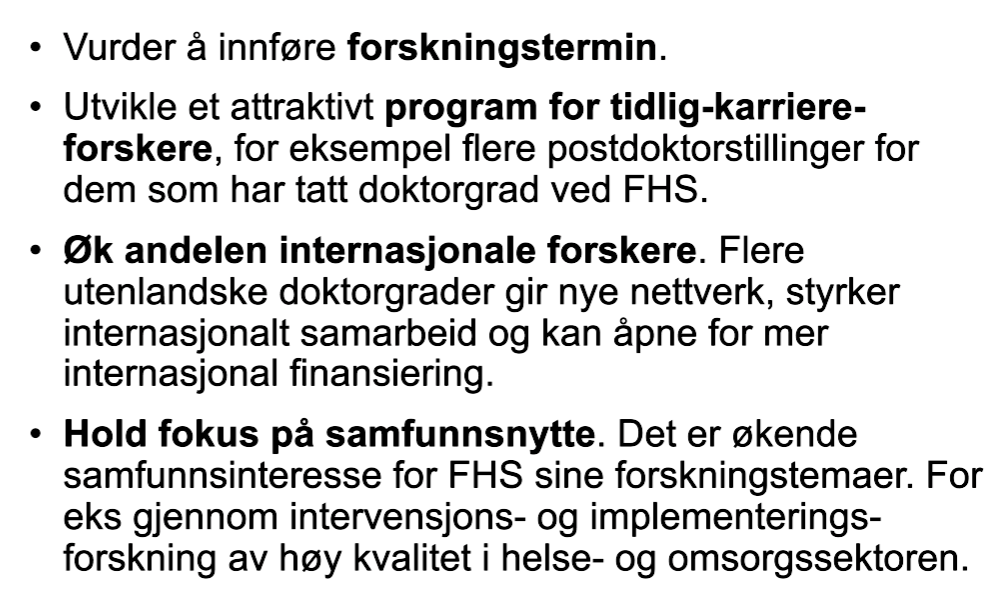 • Vurder å innføre forskningstermin.
• Utvikle et attraktivt program for tidlig-karriere-
forskere, for eksempel flere postdoktorstillinger for
dem som har tatt doktorgrad ved FHS.
• Øk andelen internasjonale forskere. Flere
utenlandske doktorgrader gir nye nettverk, styrker
internasjonalt samarbeid og kan åpne for mer
internasjonal finansiering.
• Hold fokus på samfunnsnytte. Det er økende
samfunnsinteresse for FHS sine forskningstemaer. For
eks gjennom intervensjons- og implementerings-
forskning av høy kvalitet i helse- og omsorgssektoren.